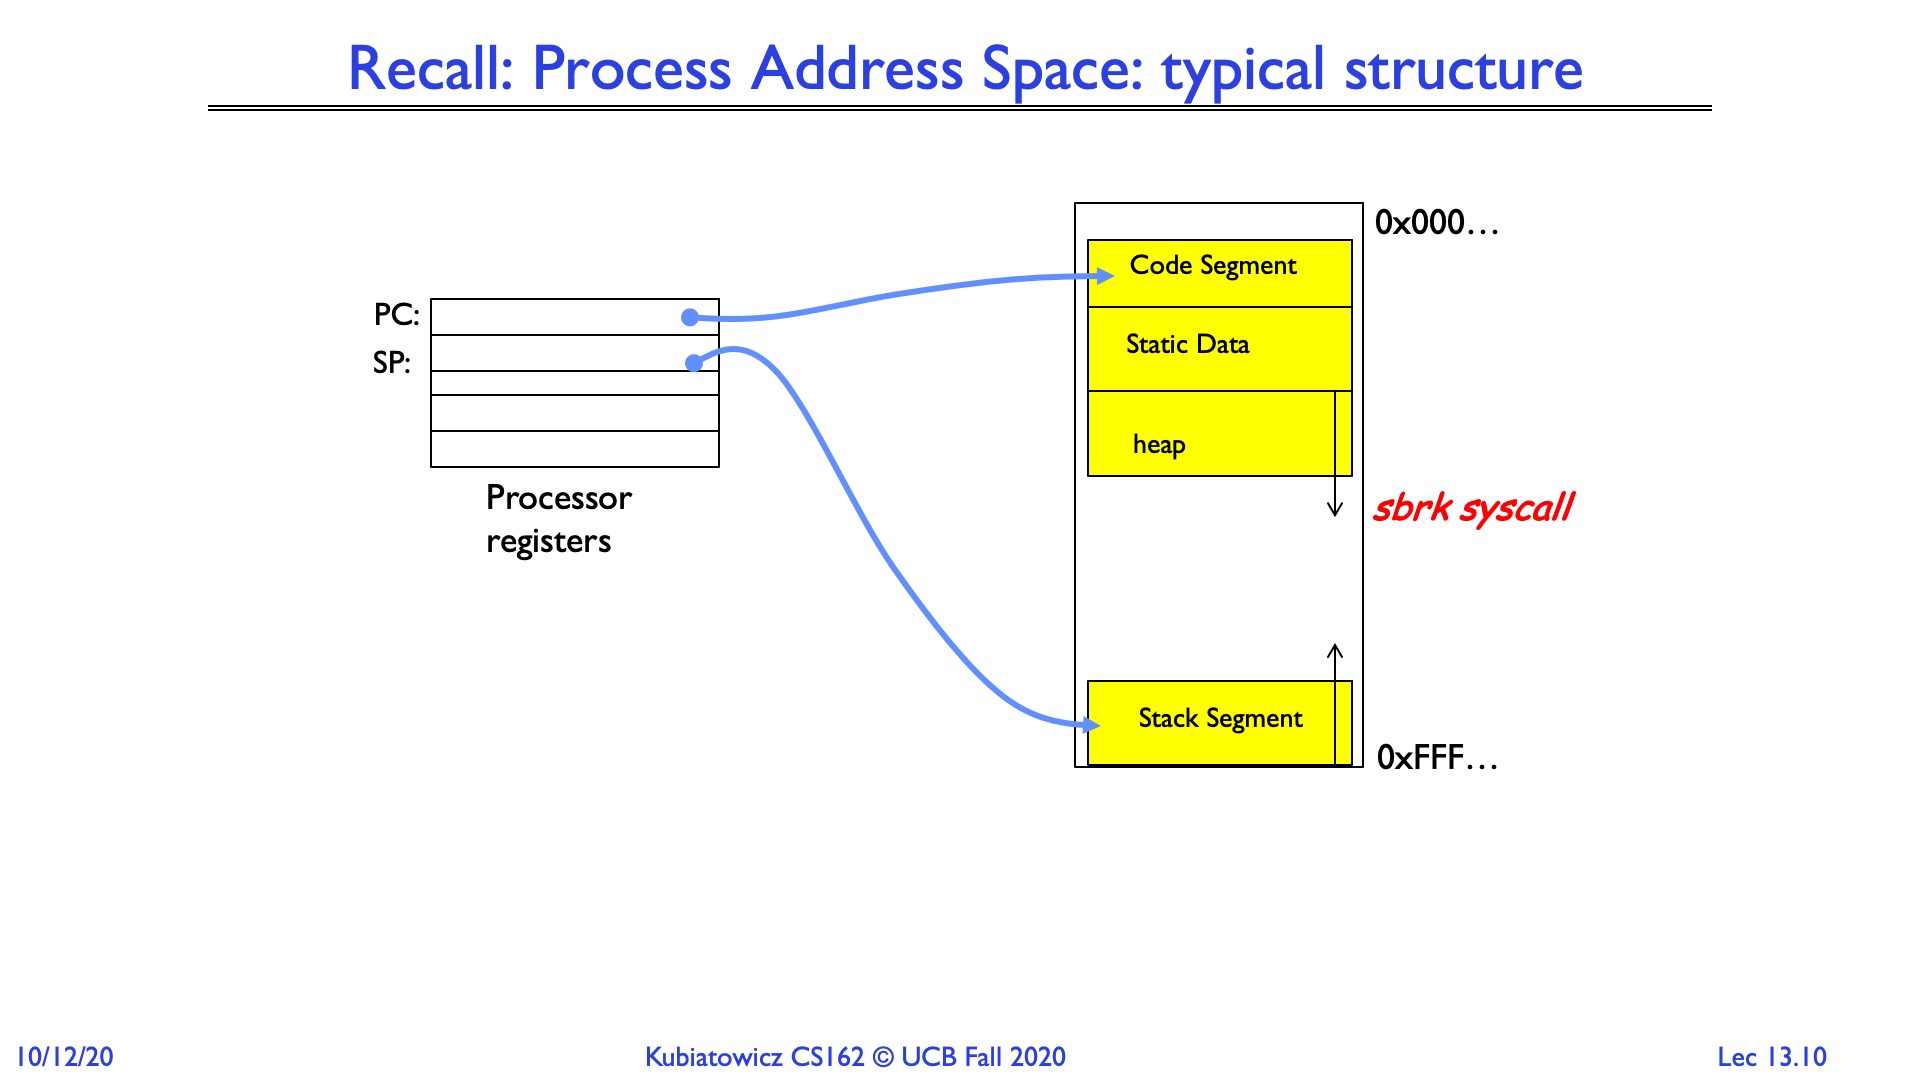 Recall: Process Address Space: typical structure
0x000…
Code Segment
PC:
Static Data
SP:
heap
Processor
registers
sbrk syscall
Stack Segment
0xFFF…
10/12/20
Kubiatowicz CS162 © UCB Fall 2020
Lec 13.10